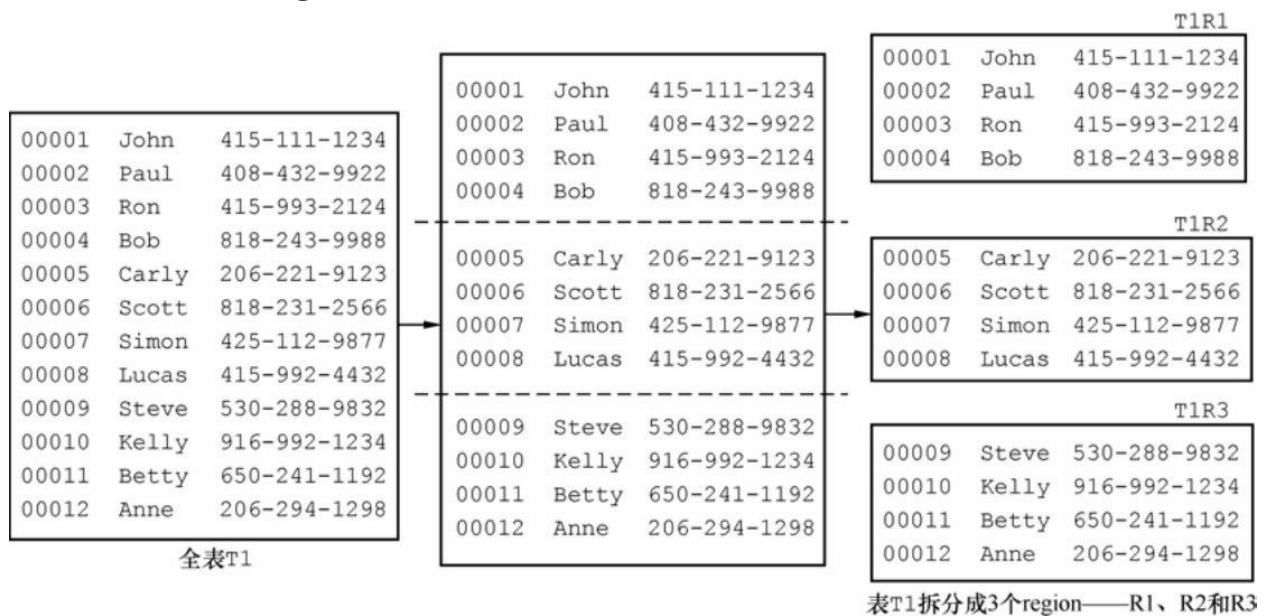 00001 John 415-111-1234
00002 Paul 408-432-9922
00003 Ron 415-993-2124
00004 Bob 818-243-9988
00005 Carly 206-221-9123
00006 Scott 818-231-2566
00007 Simon 425-112-9877
00008 Lucas 415-992-4432
00009 Steve 530-288-9832
00010 Kelly 916-992-1234
00011 Betty 650-241-1192
00012 Anne 206-294-1298
全表T1
00001 John 415-111-1234
00002 Paul 408-432-9922
00003 Ron 415-993-2124
00004 Bob 818-243-9988
00005 Carly 206-221-9123
00006 Scott 818-231-2566
00007 Simon 425-112-9877
00008 Lucas 415-992-4432
00009 Steve 530-288-9832
00010 Kelly 916-992-1234
00011 Betty 650-241-1192
00012 Anne 206-294-1298
T1R1
00001 John 415-111-1234
00002 Paul 408-432-9922
00003 Ron 415-993-2124
00004 Bob 818-243-9988
T1R2
00005 Carly 206-221-9123
00006 Scott 818-231-2566
00007 Simon 425-112-9877
00008 Lucas 415-992-4432
T1R3
00009 Steve 530-288-9832
00010 Kelly 916-992-1234
00011 Betty 650-241-1192
00012 Anne 206-294-1298
表T1拆分成3个region——R1、R2和R3